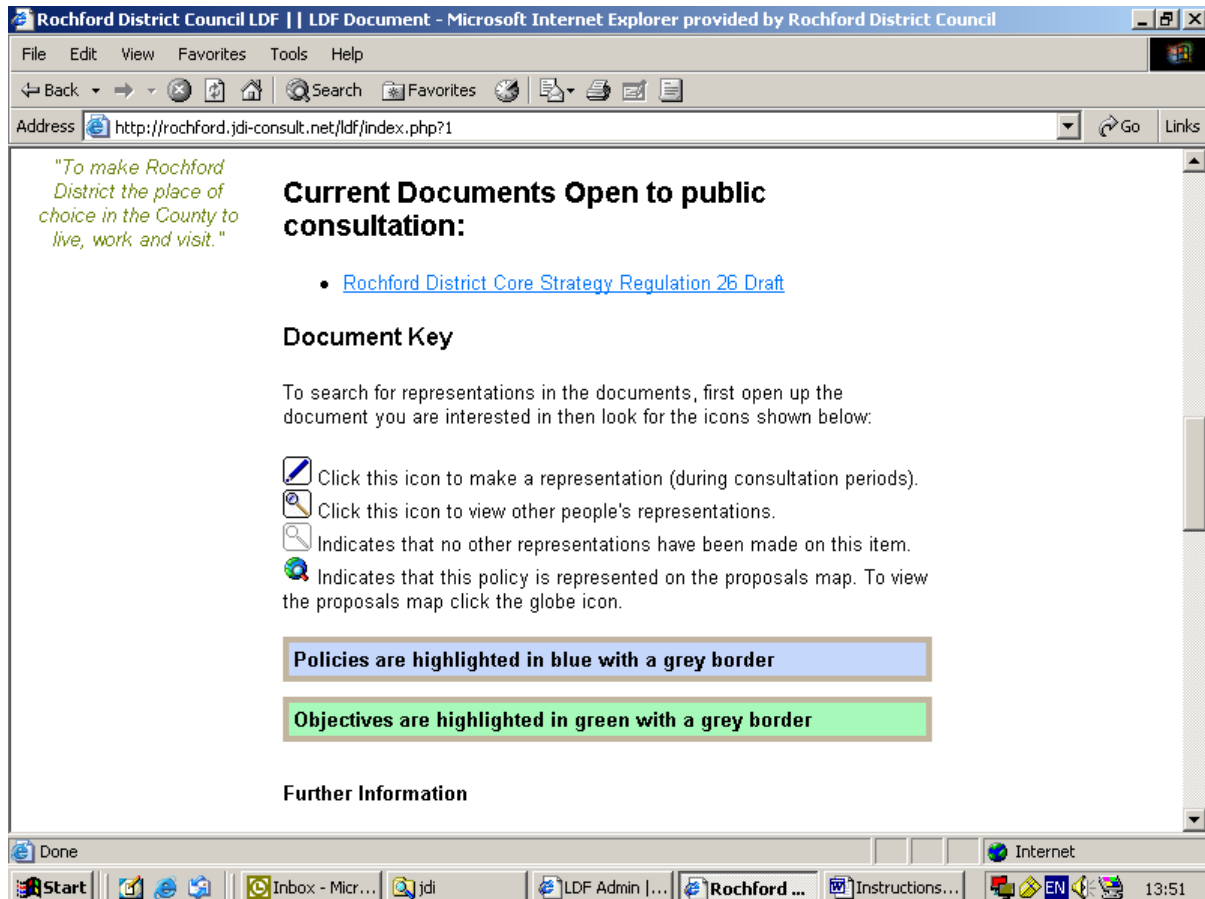 Rochford District Council LDF || LDF Document - Microsoft Internet Explorer provided by Rochford District Council
File Edit View Favorites Tools Help
Back Search Favorites
Address http://rochford.jdi-consult.net/ldf/index.php?1 Go Links
"To make Rochford
District the place of
choice in the County to
live, work and visit."
Current Documents Open to public
consultation:
• Rochford District Core Strategy Regulation 26 Draft
Document Key
To search for representations in the documents, first open up the
document you are interested in then look for the icons shown below:
Click this icon to make a representation (during consultation periods).
Click this icon to view other people's representations.
Indicates that no other representations have been made on this item.
Indicates that this policy is represented on the proposals map. To view
the proposals map click the globe icon.
Policies are highlighted in blue with a grey border
Objectives are highlighted in green with a grey border
Further Information
Done Internet
Start Inbox - Micr... jdi LDF Admin |... Rochford ... Instructions... EN 13:51